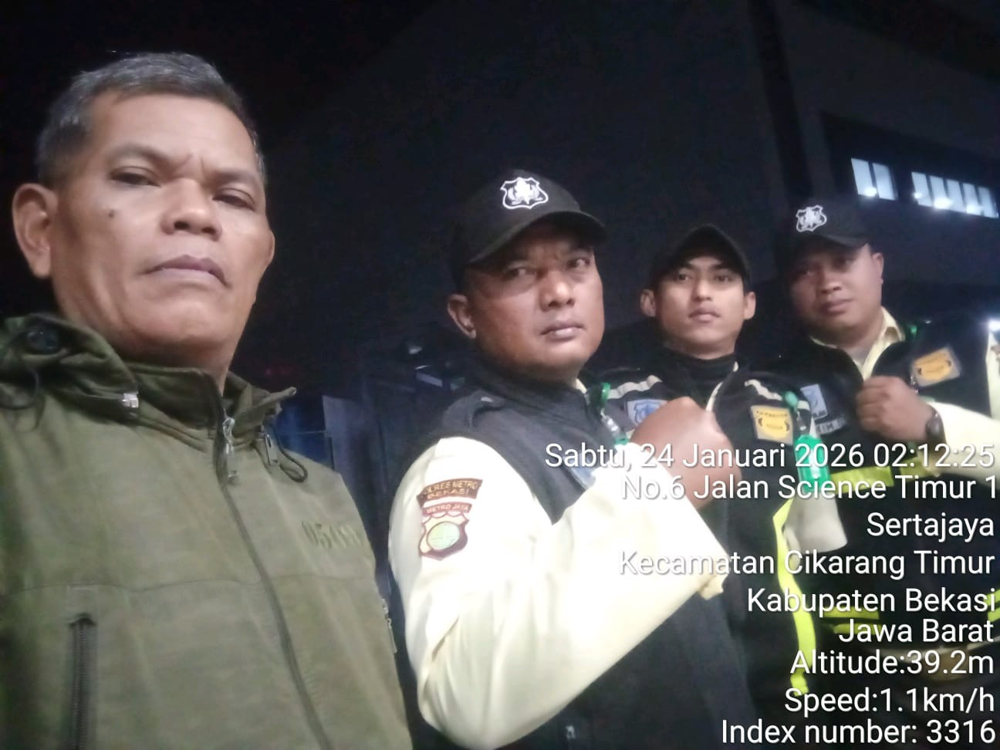 0509
POLRES METRO
BEKASI
METRO JAYA
Sabtu, 24 Januari 2026 02:12:25
No.6 Jalan Science Timur 1
Sertajaya
Kecamatan Cikarang Timur
Kabupaten Bekasi
Jawa Barat
Altitude:39.2m
Speed:1.1km/h
Index number: 3316